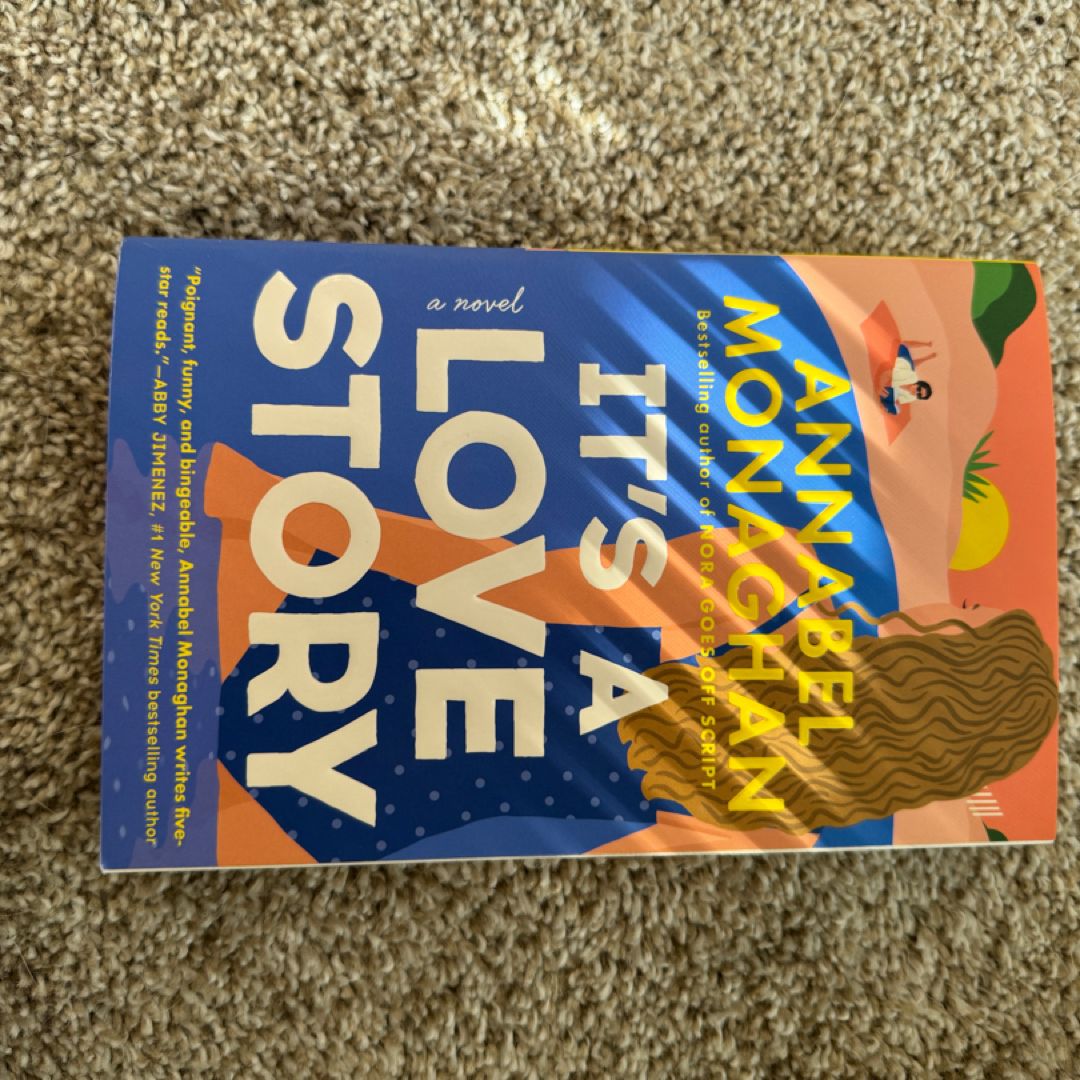 ANNABEL
MONAGHAN
Bestselling author of NORA GOES OFF SCRIPT
IT'S A
LOVE
a novel
STORY
"Poignant, funny, and bingeable, Annabel Monaghan writes five-
star reads."—ABBY JIMENEZ, #1 New York Times bestselling author